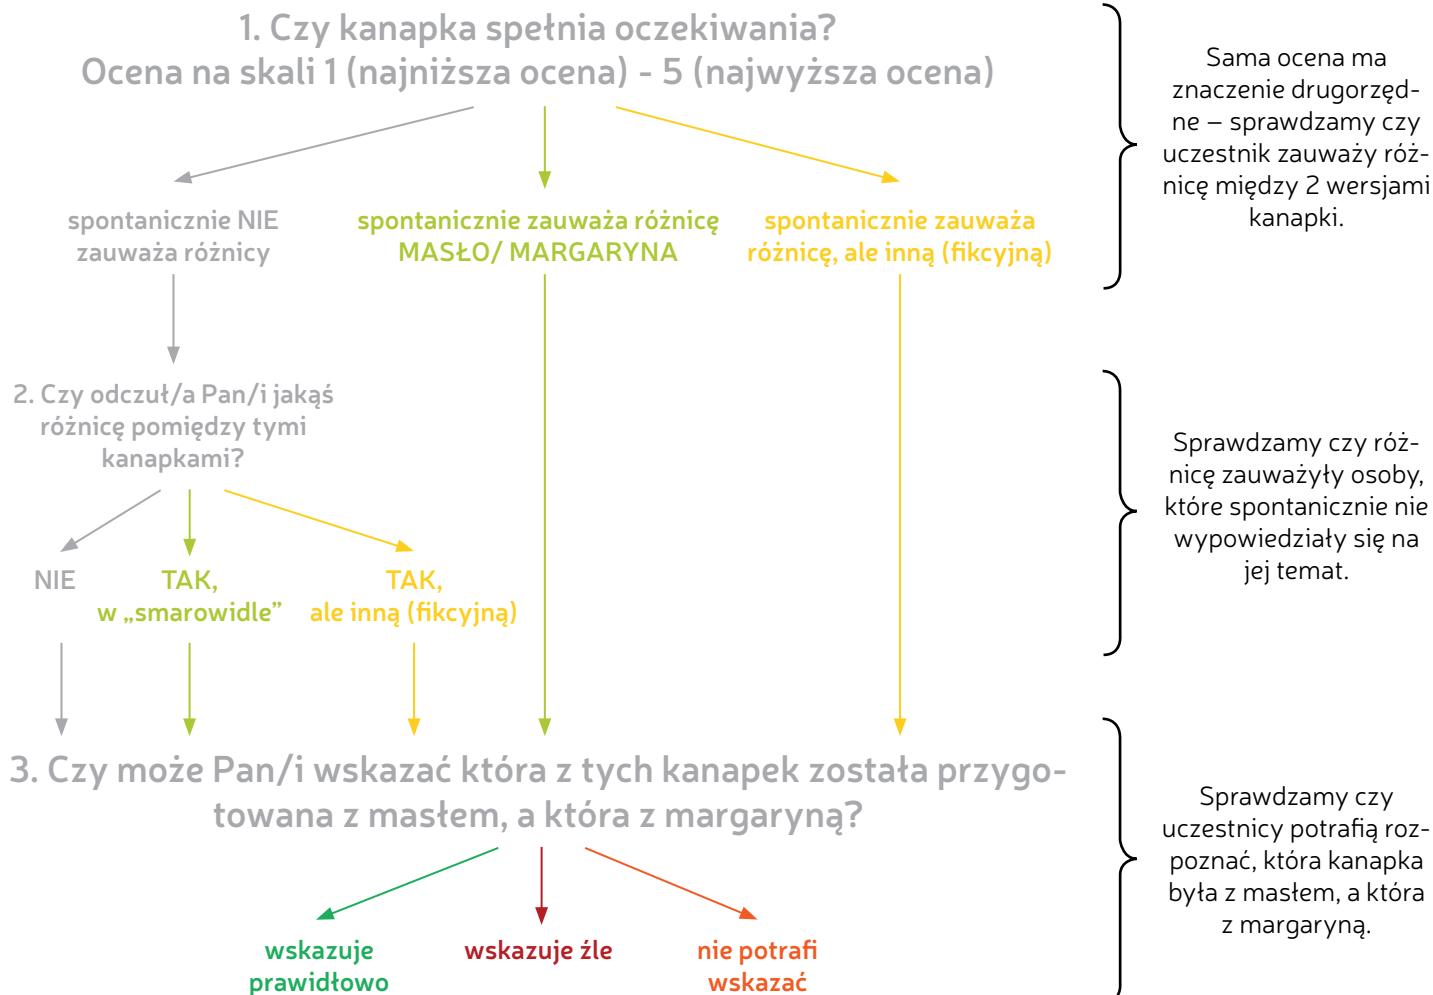 1. Czy kanapka spełnia oczekiwania?
Ocena na skali 1 (najniższa ocena) - 5 (najwyższa ocena)
Sama ocena ma
znaczenie drugorzęd-
ne – sprawdzamy czy
uczestnik zauważy róż-
nicę między 2 wersjami
kanapki.
spontanicznie NIE
zauważa różnicy
spontanicznie zauważa różnicę
MASŁO/ MARGARYNA
spontanicznie zauważa
różnicę, ale inną (fikcyjną)
2. Czy odczuł/a Pan/i jakąś
różnicę pomiędzy tymi
kanapkami?
Sprawdzamy czy róż-
nicę zauważyły osoby,
które spontanicznie nie
wypowiedziały się na
jej temat.
NIE
TAK,
w „smarowidle”
TAK,
ale inną (fikcyjną)
3. Czy może Pan/i wskazać która z tych kanapek została przygo-
towana z masłem, a która z margaryną?
Sprawdzamy czy
uczestnicy potrafią roz-
poznać, która kanapka
była z masłem, a która
z margaryną.
wskazuje
prawidłowo
wskazuje źle
nie potrafi
wskazać